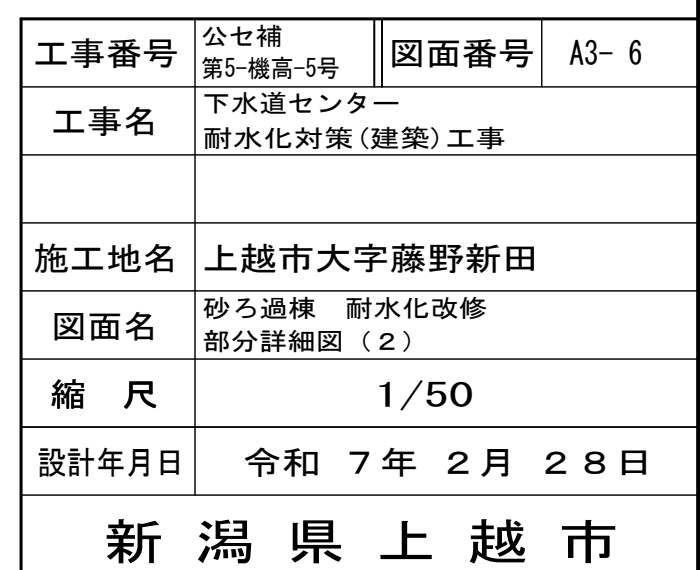 工事番号
公セ補
第5-機高-5号
図面番号
A3- 6
工事名
下水道センター
耐水化対策(建築)工事
施工地名
上越市大字藤野新田
図面名
砂ろ過棟 耐水化改修
部分詳細図(2)
縮 尺
1/50
設計年月日
令和 7年 2月 28日
新潟県上越市